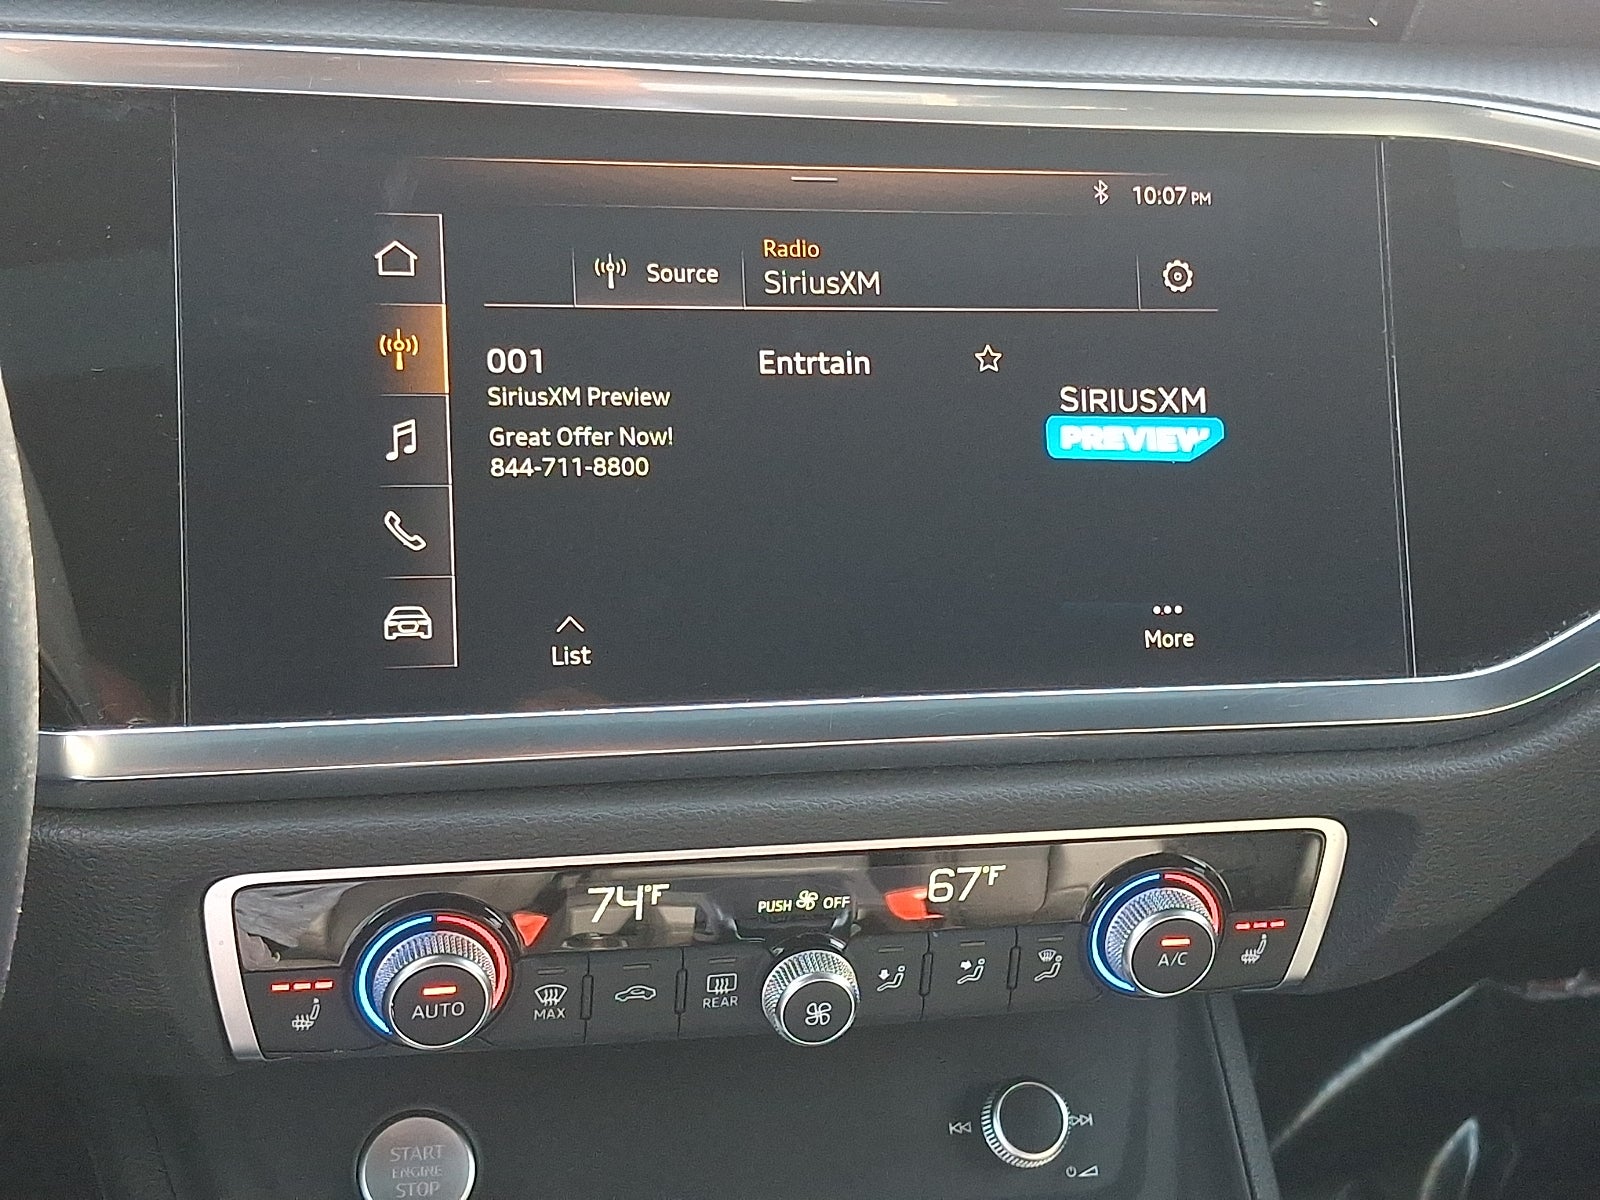 10:07 PM
Source
Radio
SiriusXM
001 Entrtain
SiriusXM Preview
Great Offer Now!
844-711-8800
SIRIUSXM
PREVIEW
List
More
74°F
PUSH OFF
67°F
AUTO
MAX
REAR
A/C
START
ENGINE
STOP